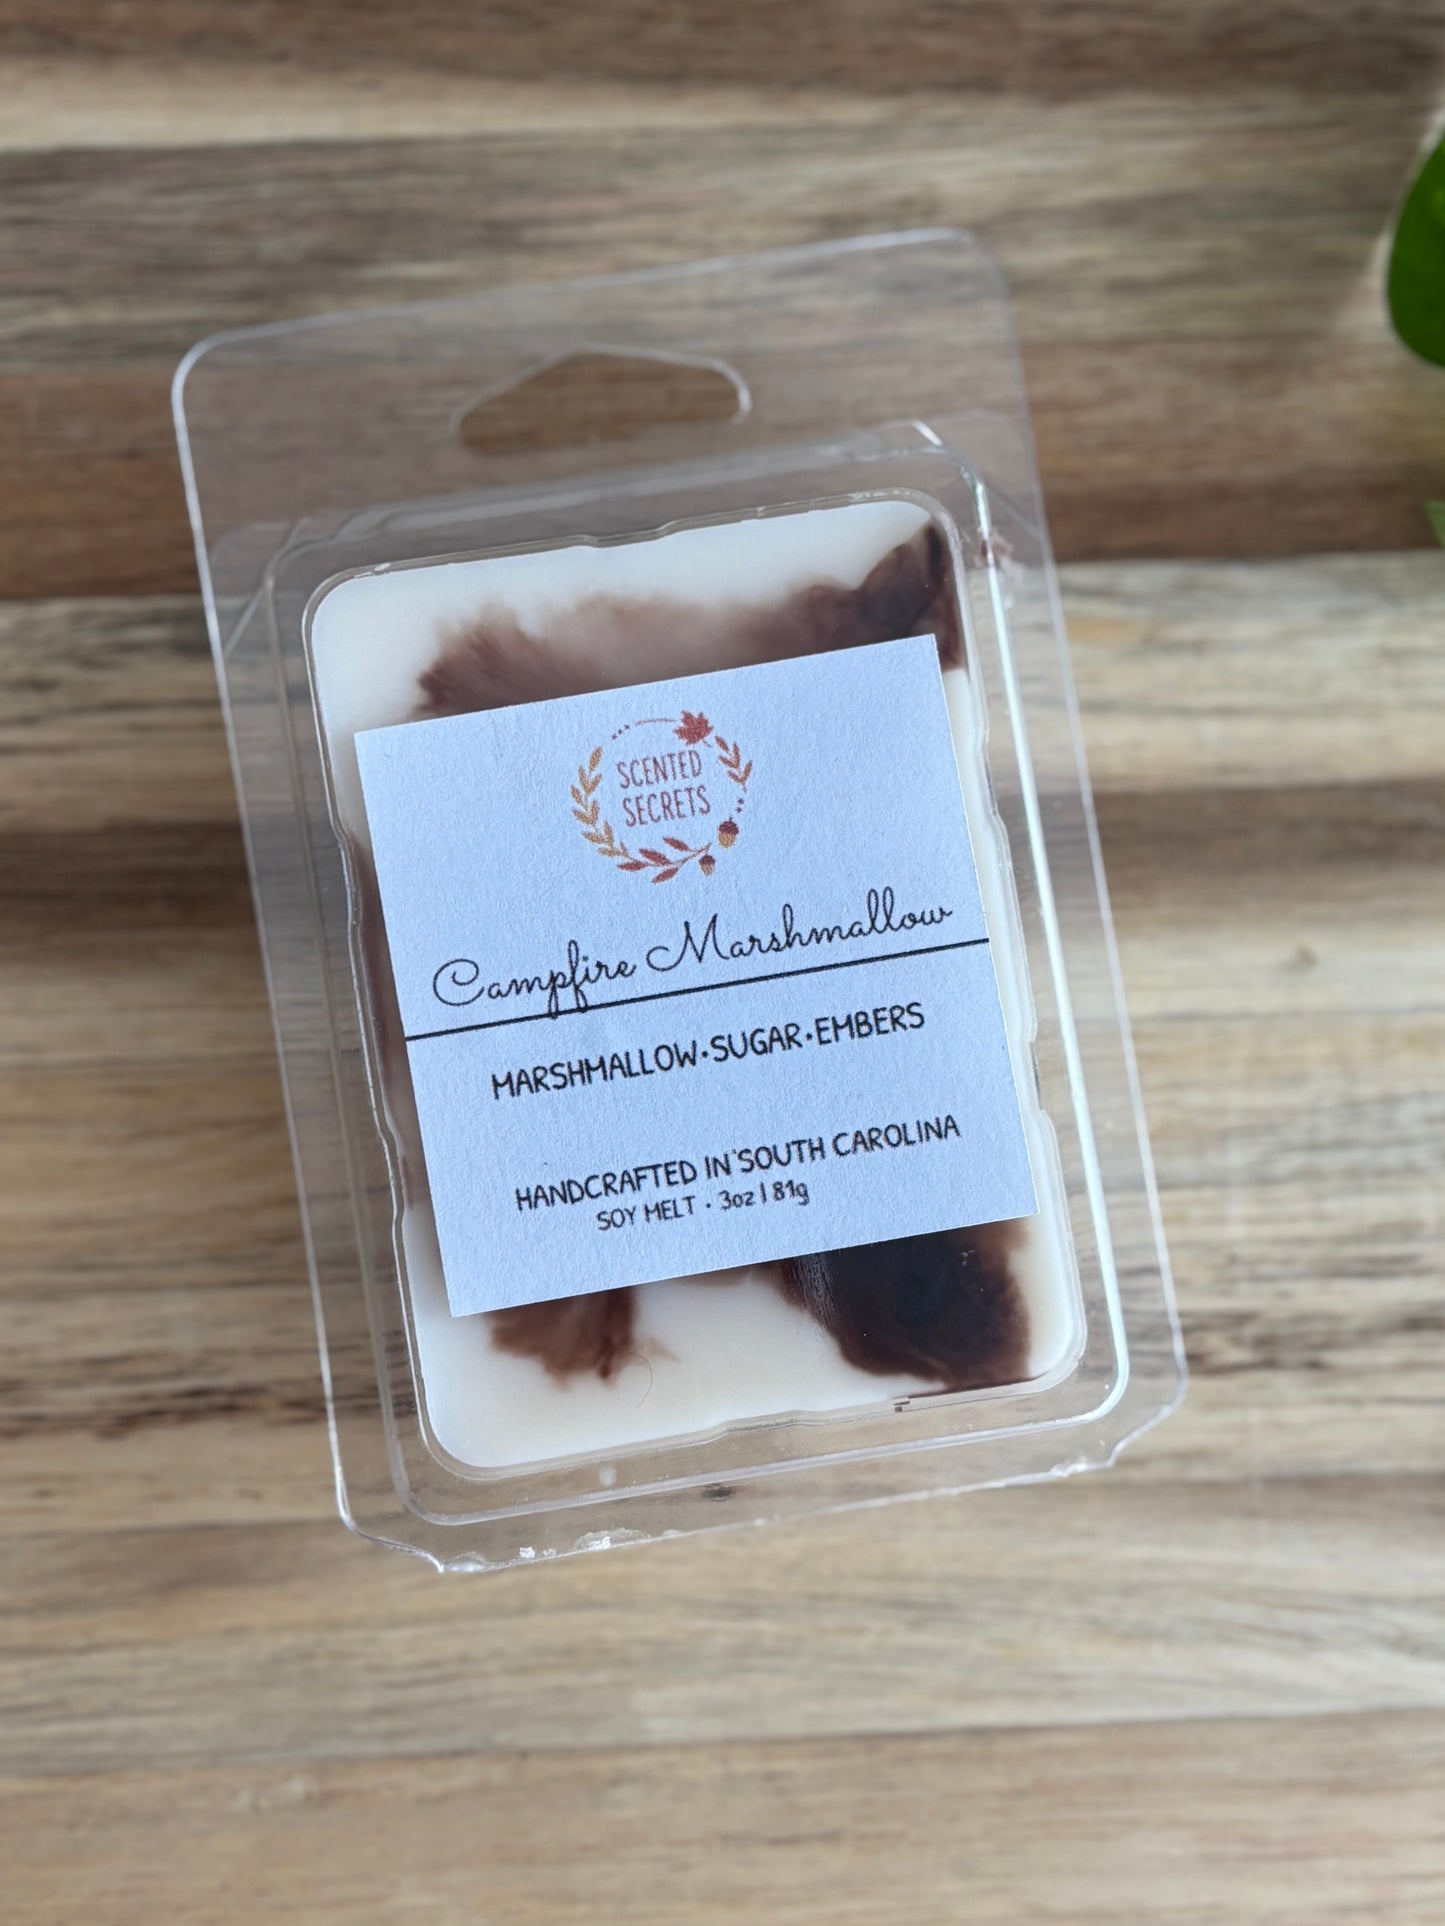 SCENTED
SECRETS
Campfire Marshmallow
MARSHMALLOW•SUGAR•EMBERS
HANDCRAFTED IN SOUTH CAROLINA
SOY MELT • 3oz | 81g